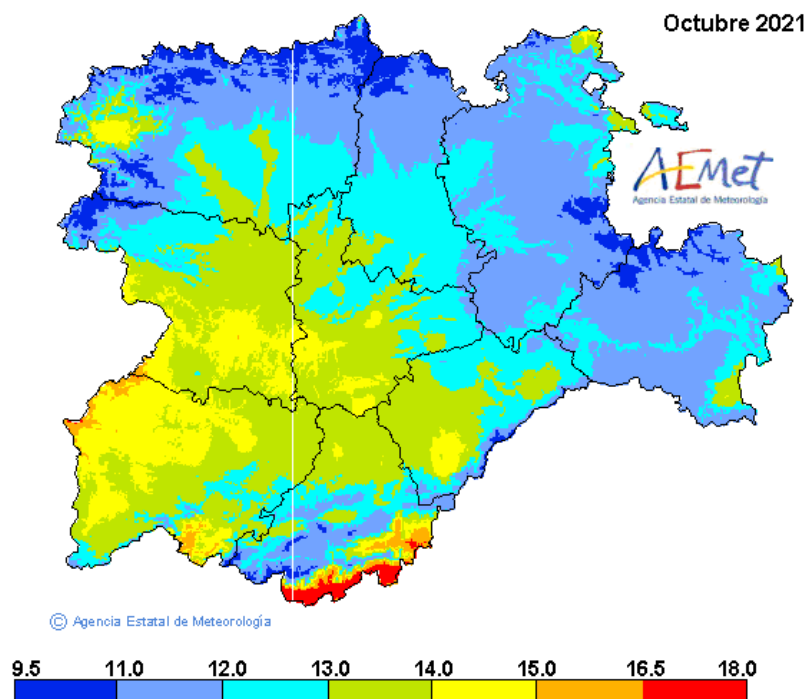 Octubre 2021
AEMet
Agencia Estatal de Meteorología
© Agencia Estatal de Meteorología
9.5 11.0 12.0 13.0 14.0 15.0 16.5 18.0